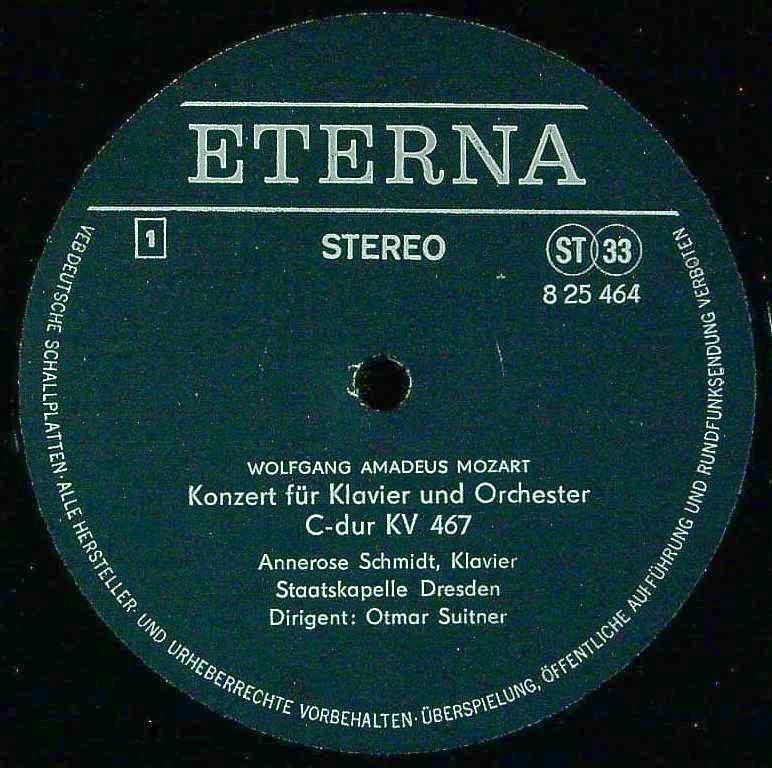 ETERNA
1
STEREO
ST 33
8 25 464
WOLFGANG AMADEUS MOZART
Konzert für Klavier und Orchester
C-dur KV 467
Annerose Schmidt, Klavier
Staatskapelle Dresden
Dirigent: Otmar Suitner
VEB DEUTSCHE SCHALLPLATTEN · ALLE HERSTELLER- UND URHEBERRECHTE VORBEHALTEN · ÜBERSPIELUNG, ÖFFENTLICHE AUFFÜHRUNG UND RUNDFUNKSENDUNG VERBOTEN